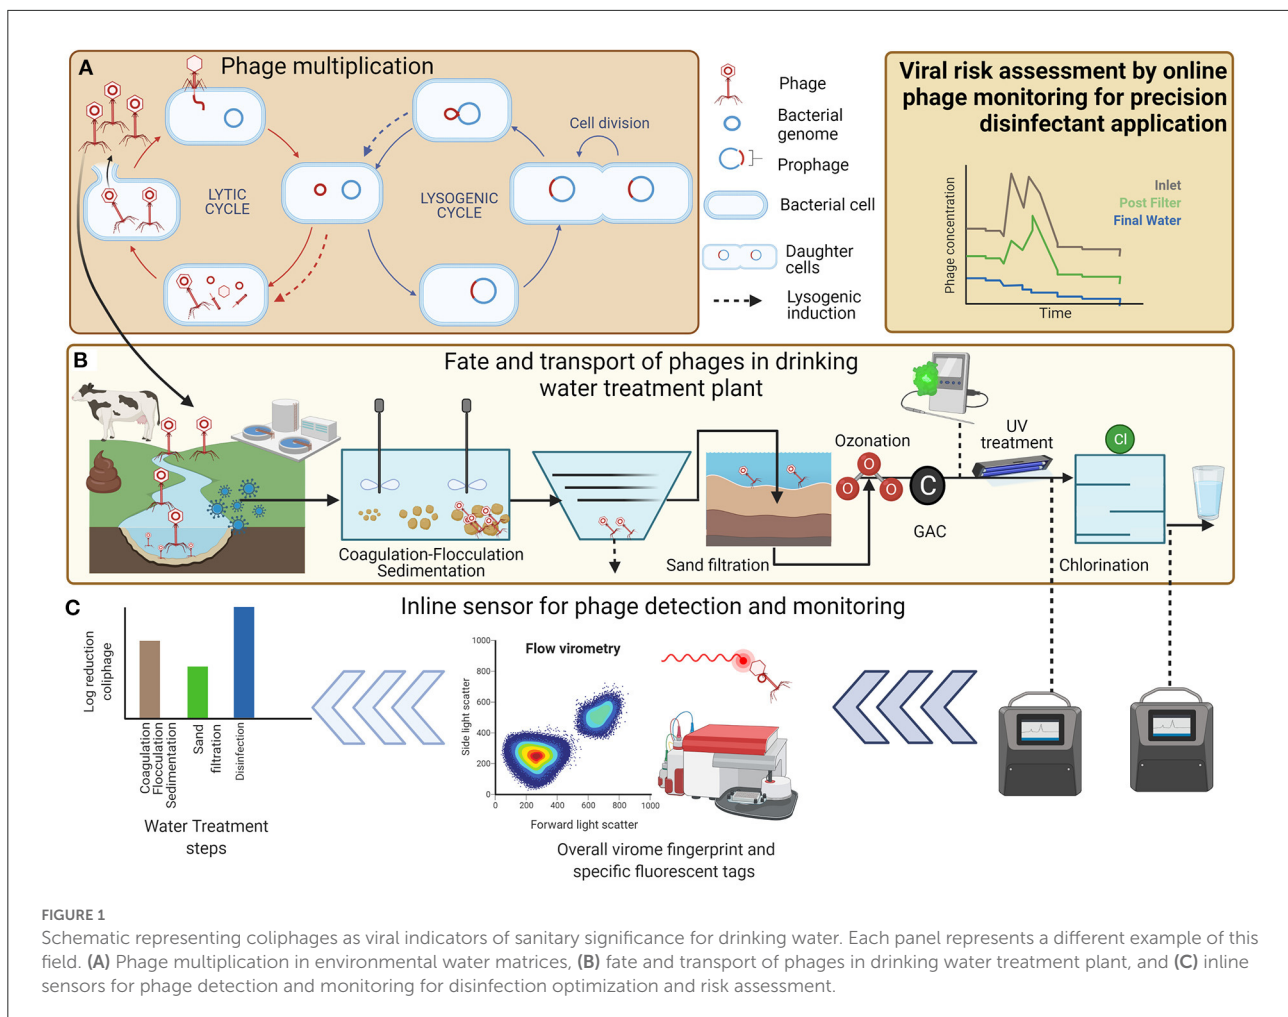 A
Phage multiplication
LYTIC
CYCLE
LYSOGENIC
CYCLE
Cell division
Phage
Bacterial
genome
Prophage
Bacterial cell
Daughter
cells
Lysogenic
induction
Viral risk assessment by online
phage monitoring for precision
disinfectant application
Inlet
Post Filter
Final Water
Phage concentration
Time
B
Fate and transport of phages in drinking
water treatment plant
Coagulation-Flocculation
Sedimentation
Sand filtration
Ozonation
O
O
O
C
GAC
UV
treatment
Cl
Chlorination
C
Inline sensor for phage detection and monitoring
Log reduction
coliphage
Coagulation
Flocculation
Sedimentation
Sand
filtration
Disinfection
Water Treatment
steps
Flow virometry
Side light scatter
1000
800
600
400
200
0
0 200 400 600 800 1000
Forward light scatter
Overall virome fingerprint and
specific fluorescent tags
FIGURE 1
Schematic representing coliphages as viral indicators of sanitary significance for drinking water. Each panel represents a different example of this
field. (A) Phage multiplication in environmental water matrices, (B) fate and transport of phages in drinking water treatment plant, and (C) inline
sensors for phage detection and monitoring for disinfection optimization and risk assessment.